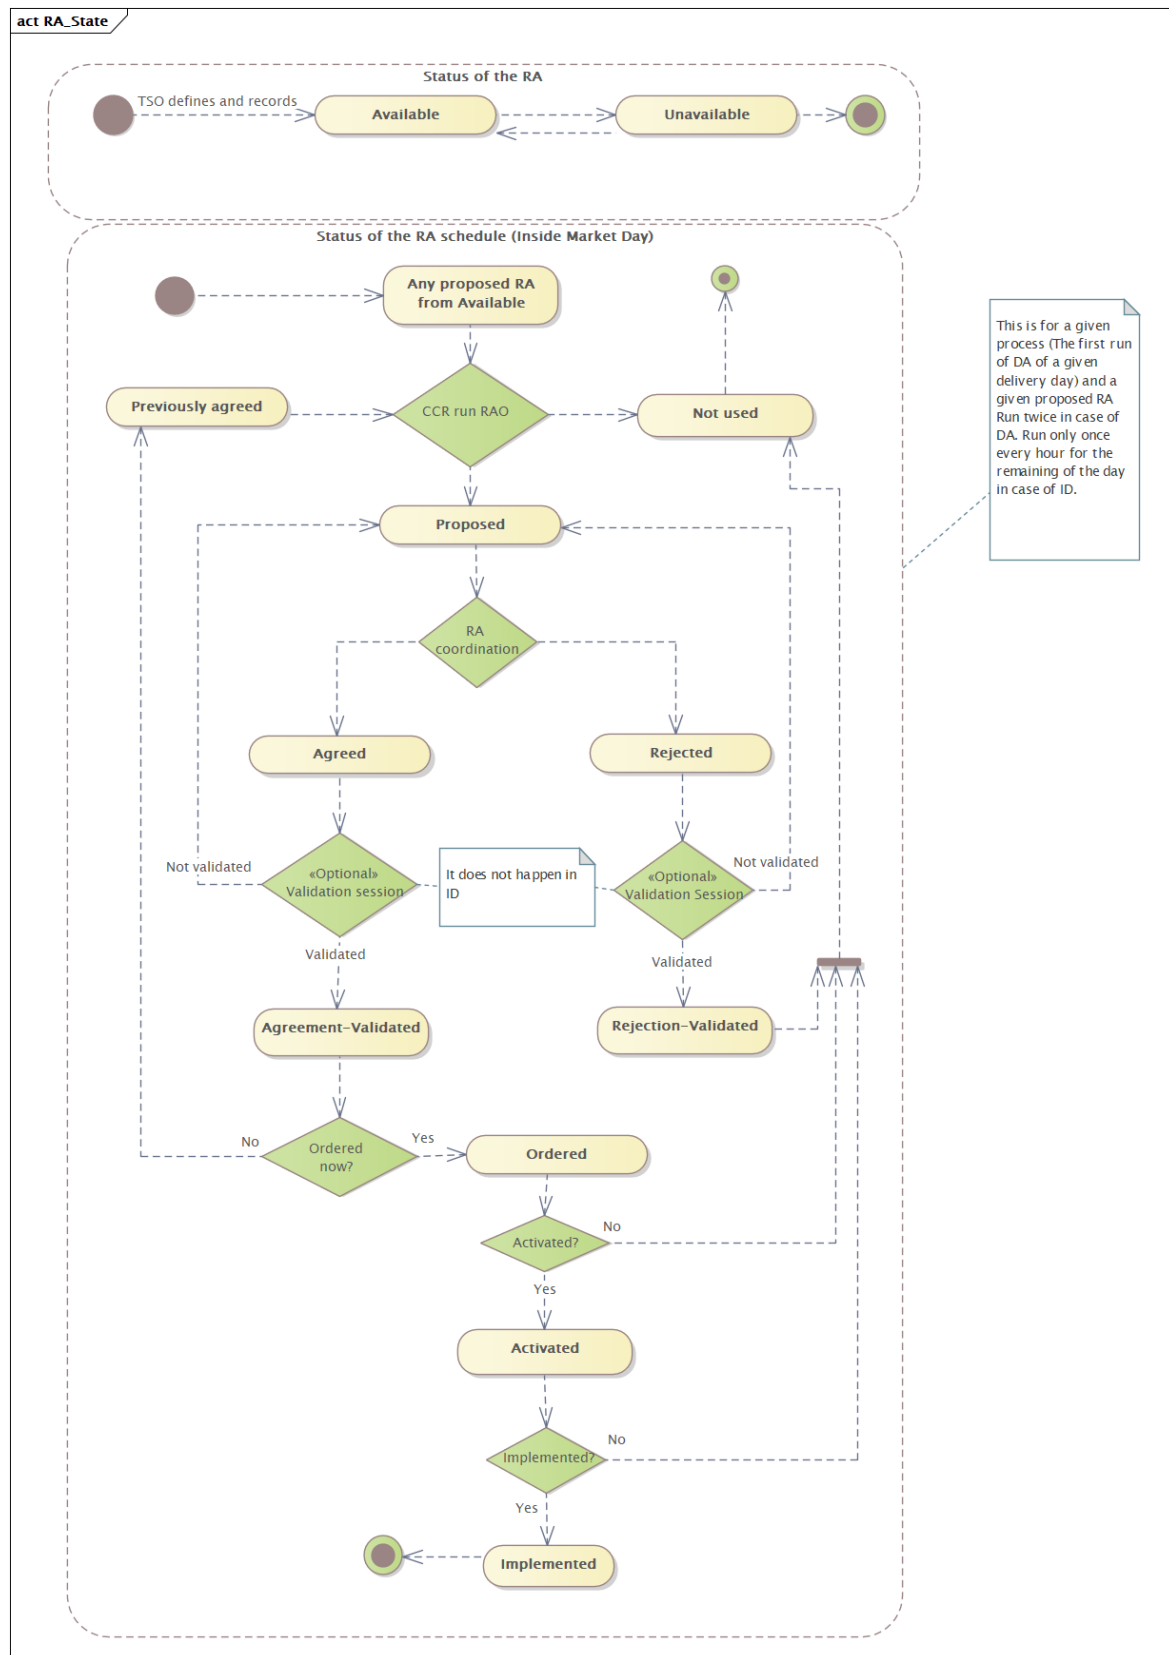 act RA_State
Status of the RA
TSO defines and records
Available
Unavailable
Status of the RA schedule (Inside Market Day)
Any proposed RA
from Available
This is for a given
process (The first run
of DA of a given
delivery day) and a
given proposed RA
Run twice in case of
DA. Run only once
every hour for the
remaining of the day
in case of ID.
Previously agreed
CCR run RAO
Not used
Proposed
RA
coordination
Agreed
Rejected
Not validated
«Optional»
Validation session
It does not happen in
ID
«Optional»
Validation Session
Not validated
Validated
Validated
Agreement-Validated
Rejection-Validated
No
Ordered
now?
Yes
Ordered
Activated?
No
Yes
Activated
Implemented?
No
Yes
Implemented